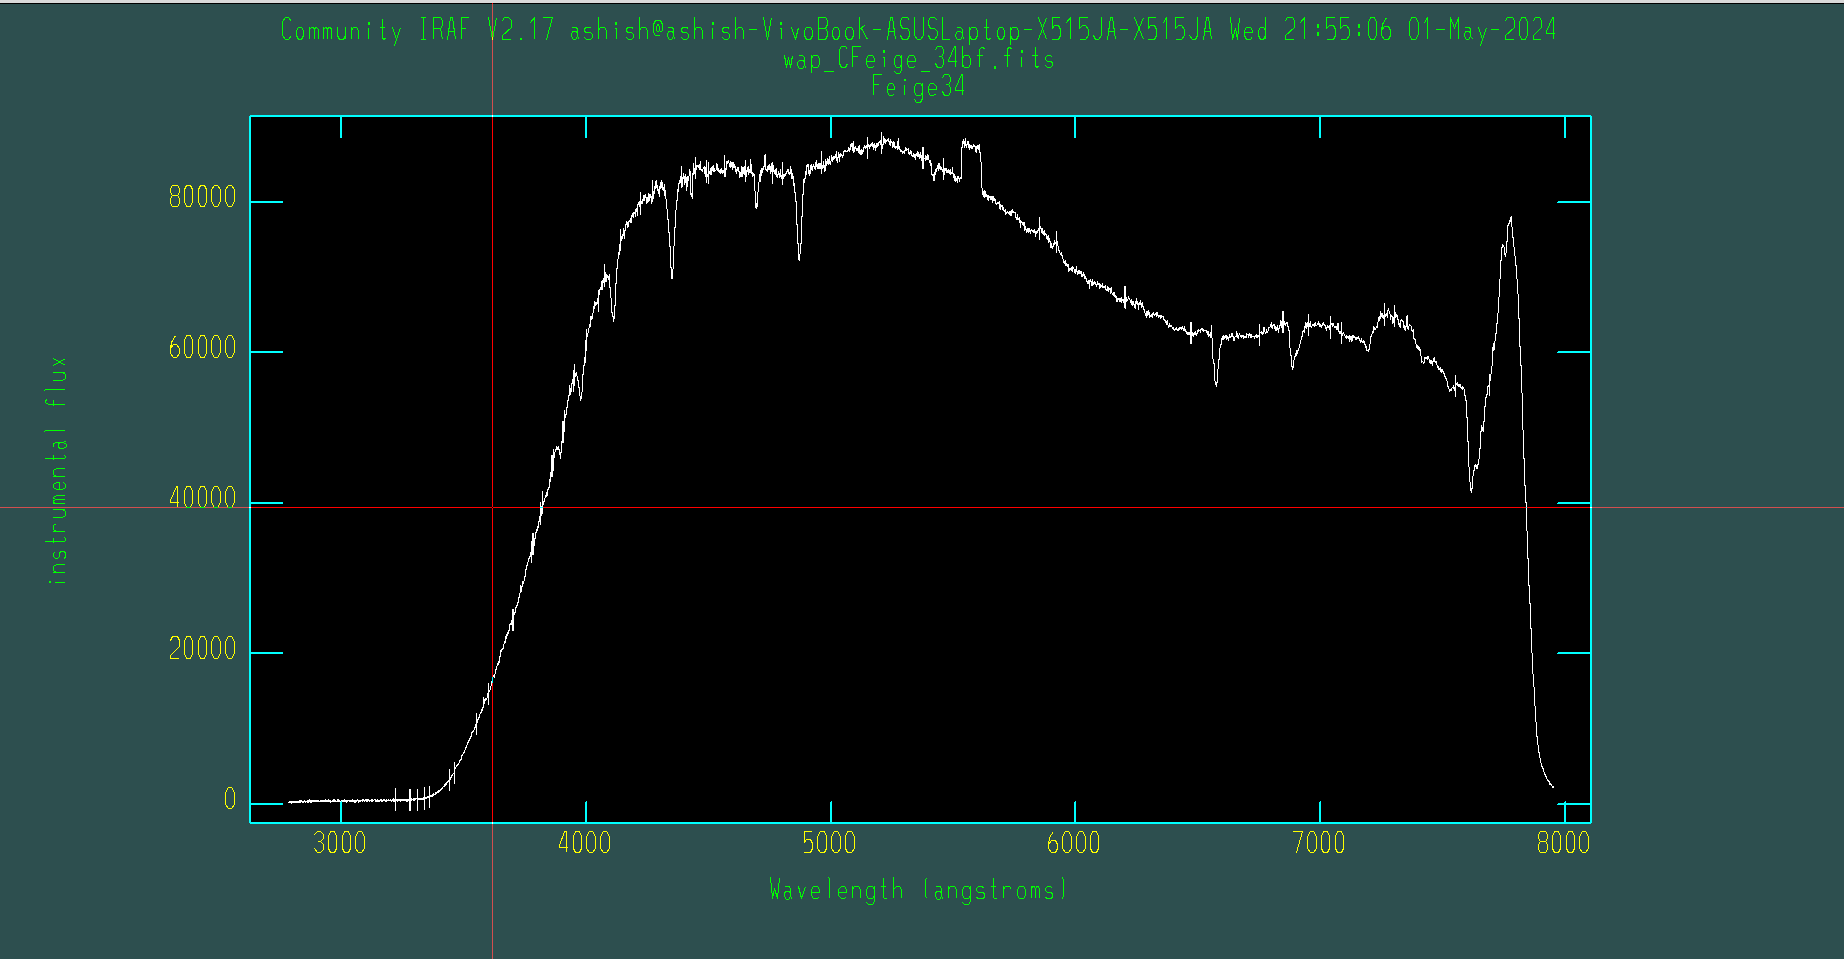 Community IRAF V2.17 ashish@ashish-VivoBook-ASUSLaptop-X515JA-X515JA Wed 21:55:06 01-May-2024
wap_CFeige_34bf.fits
Feige34
80000
60000
40000
20000
0
instrumental flux
3000 4000 5000 6000 7000 8000
Wavelength (angstroms)